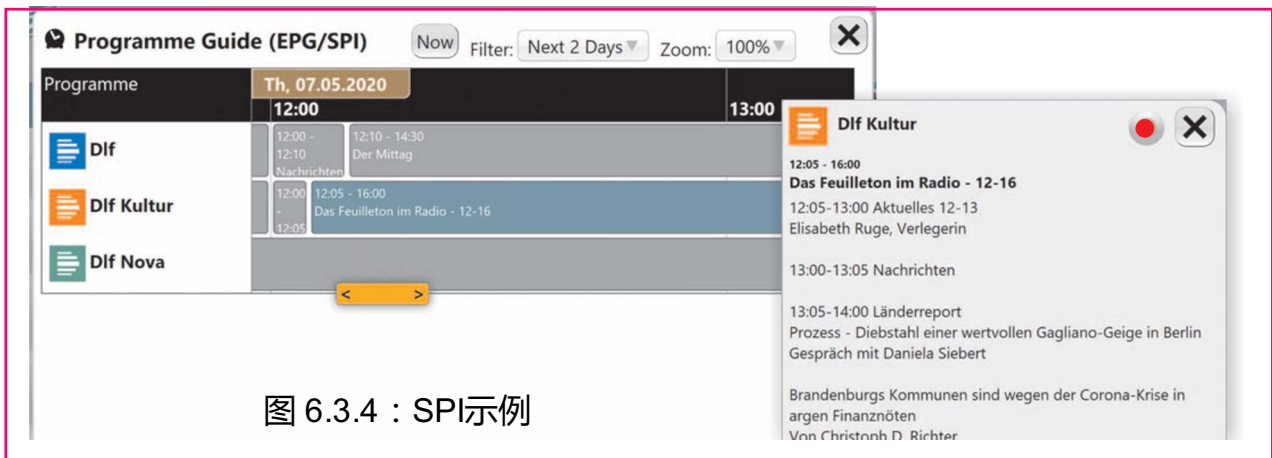 Programme Guide (EPG/SPI) Now Filter: Next 2 Days Zoom: 100%
Programme Th, 07.05.2020
12:00 13:00
Dlf
12:00 -
12:10
Nachrichten
12:10 - 14:30
Der Mittag
Dlf Kultur
12:00
-
12:05
12:05 - 16:00
Das Feuilleton im Radio - 12-16
Dlf Nova
< >
Dlf Kultur
12:05 - 16:00
Das Feuilleton im Radio - 12-16
12:05-13:00 Aktuelles 12-13
Elisabeth Ruge, Verlegerin
13:00-13:05 Nachrichten
13:05-14:00 Länderreport
Prozess - Diebstahl einer wertvollen Gagliano-Geige in Berlin
Gespräch mit Daniela Siebert
Brandenburgs Kommunen sind wegen der Corona-Krise in
argen Finanznöten
Von Christoph D. Richter
图 6.3.4：SPI示例